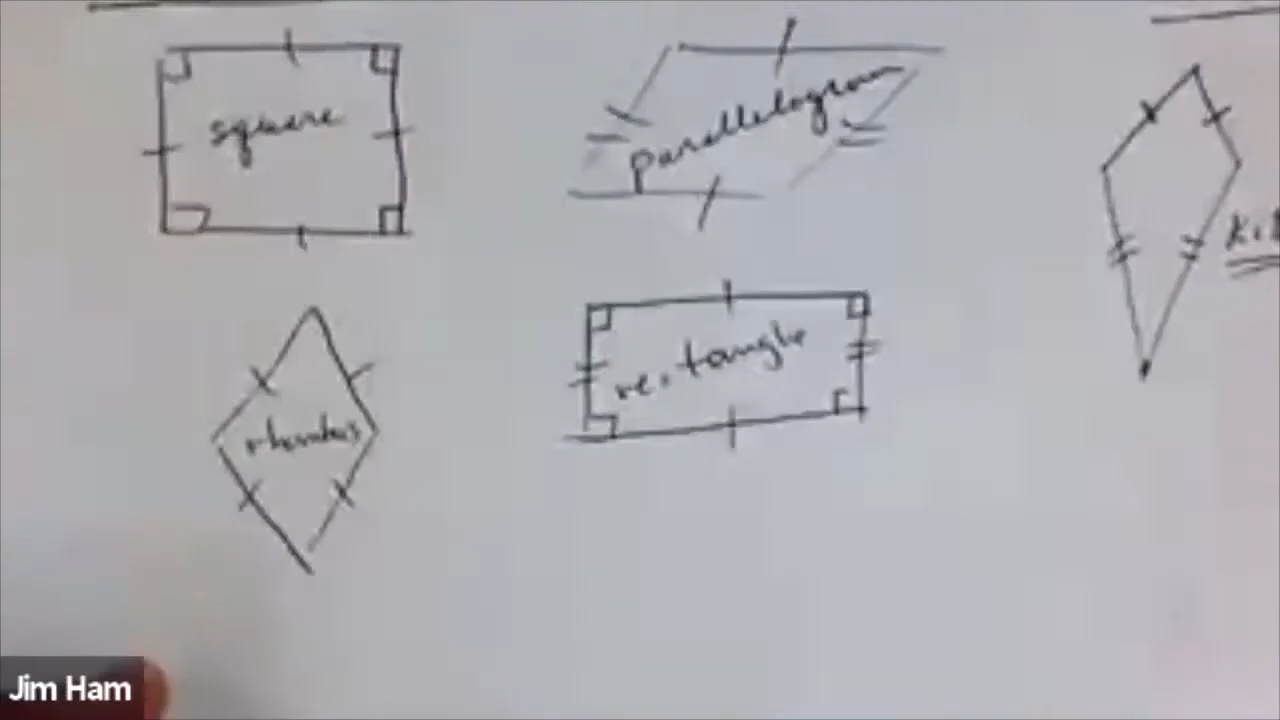 square
parallelogram
rhombus
rectangle
Jim Ham